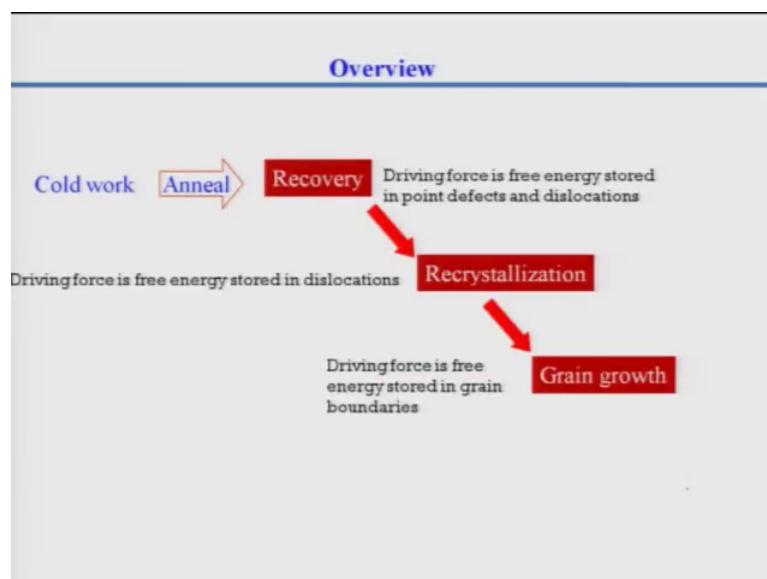 Overview
Cold work
Anneal
Recovery
Driving force is free energy stored
in point defects and dislocations
Driving force is free energy stored in dislocations
Recrystallization
Driving force is free
energy stored in grain
boundaries
Grain growth